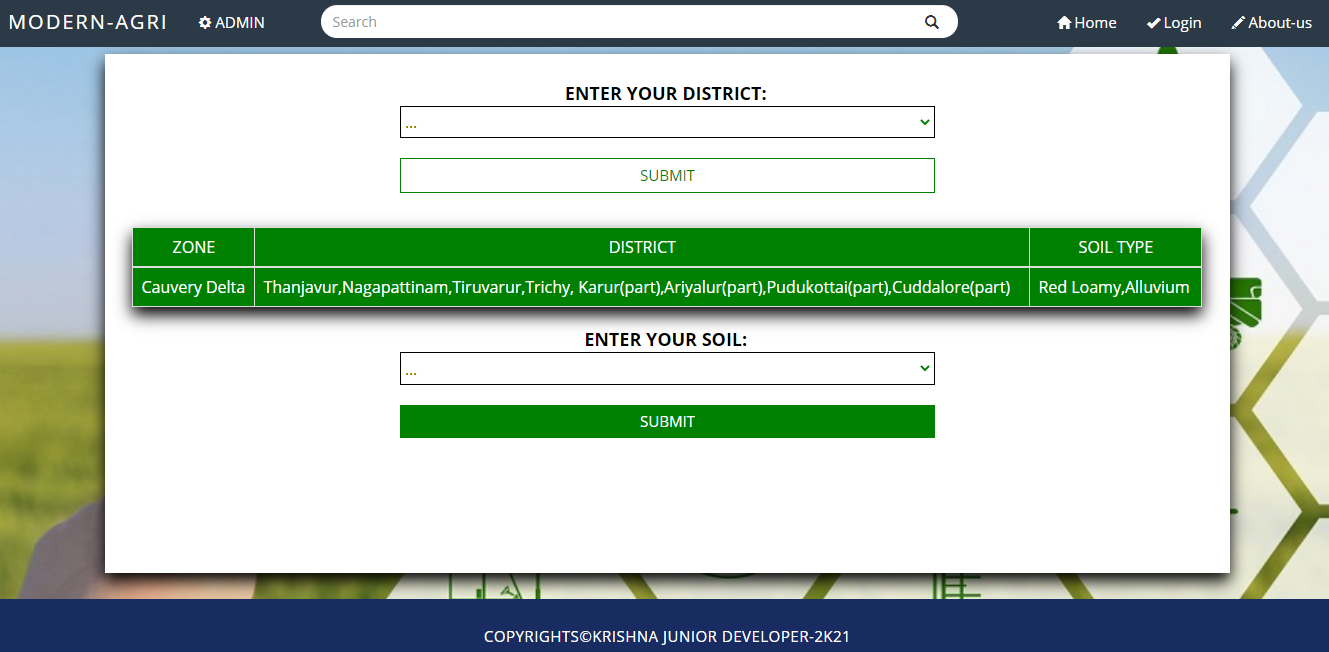 MODERN-AGRI ADMIN Search Home Login About-us
ENTER YOUR DISTRICT:
...
SUBMIT
ZONE DISTRICT SOIL TYPE
Cauvery Delta Thanjavur,Nagapattinam,Tiruvarur,Trichy, Karur(part),Ariyalur(part),Pudukottai(part),Cuddalore(part) Red Loamy,Alluvium
ENTER YOUR SOIL:
...
SUBMIT
COPYRIGHTS©KRISHNA JUNIOR DEVELOPER-2K21